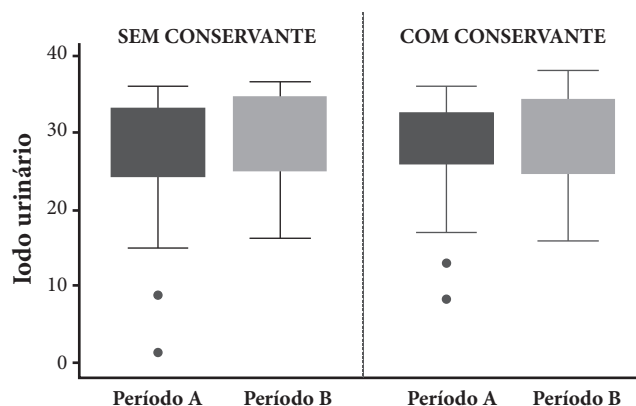 SEM CONSERVANTE
COM CONSERVANTE
Iodo urinário
40
30
20
10
0
Período A
Período B
Período A
Período B